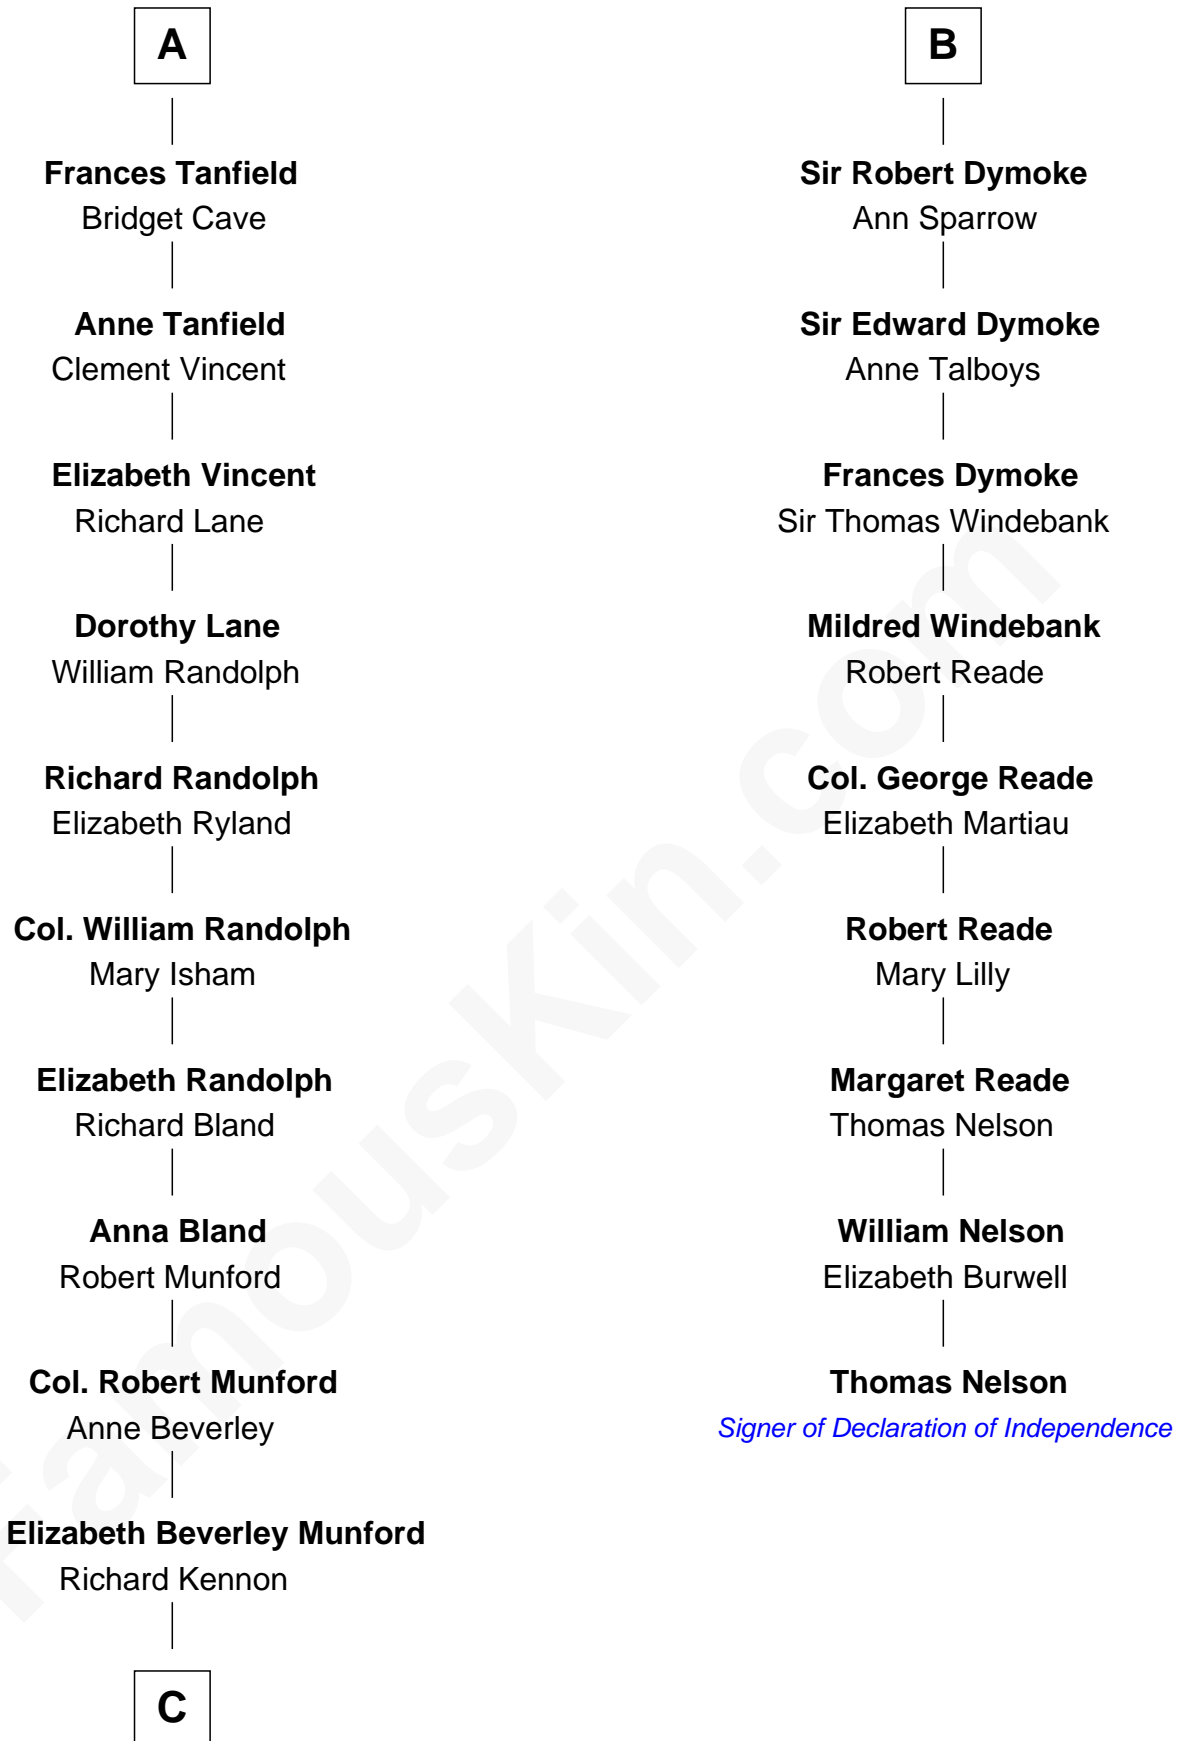 A
Frances Tanfield
Bridget Cave
Anne Tanfield
Clement Vincent
Elizabeth Vincent
Richard Lane
Dorothy Lane
William Randolph
Richard Randolph
Elizabeth Ryland
Col. William Randolph
Mary Isham
Elizabeth Randolph
Richard Bland
Anna Bland
Robert Munford
Col. Robert Munford
Anne Beverley
Elizabeth Beverley Munford
Richard Kennon
C
B
Sir Robert Dymoke
Ann Sparrow
Sir Edward Dymoke
Anne Talboys
Frances Dymoke
Sir Thomas Windebank
Mildred Windebank
Robert Reade
Col. George Reade
Elizabeth Martiau
Robert Reade
Mary Lilly
Margaret Reade
Thomas Nelson
William Nelson
Elizabeth Burwell
Thomas Nelson
Signer of Declaration of Independence
FamousKin.com